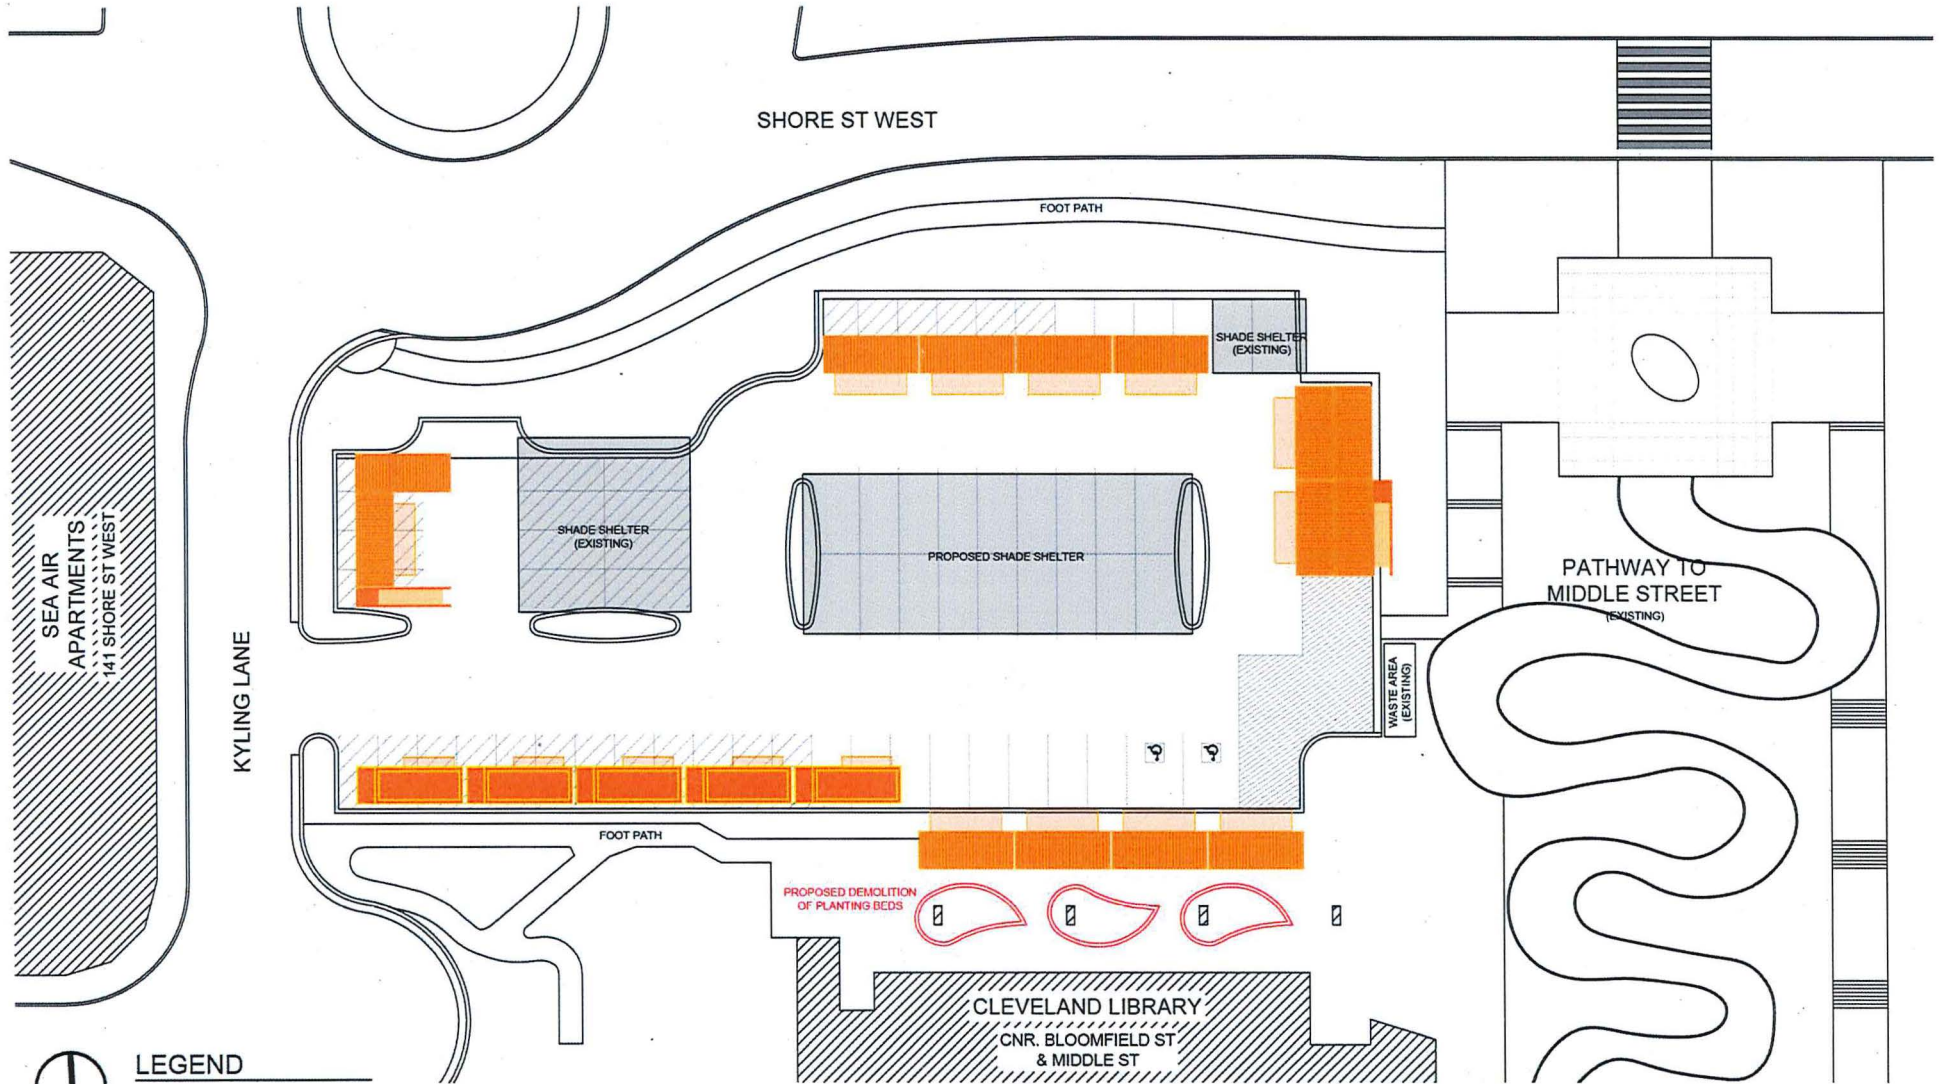 SHORE ST WEST
FOOT PATH
SHADE SHELTER
(EXISTING)
SHADE SHELTER
(EXISTING)
PROPOSED SHADE SHELTER
SEA AIR
APARTMENTS
141 SHORE ST WEST
KYLING LANE
PATHWAY TO
MIDDLE STREET
(EXISTING)
WASTE AREA
(EXISTING)
FOOT PATH
PROPOSED DEMOLITION
OF PLANTING BEDS
CLEVELAND LIBRARY
CNR. BLOOMFIELD ST
& MIDDLE ST
LEGEND